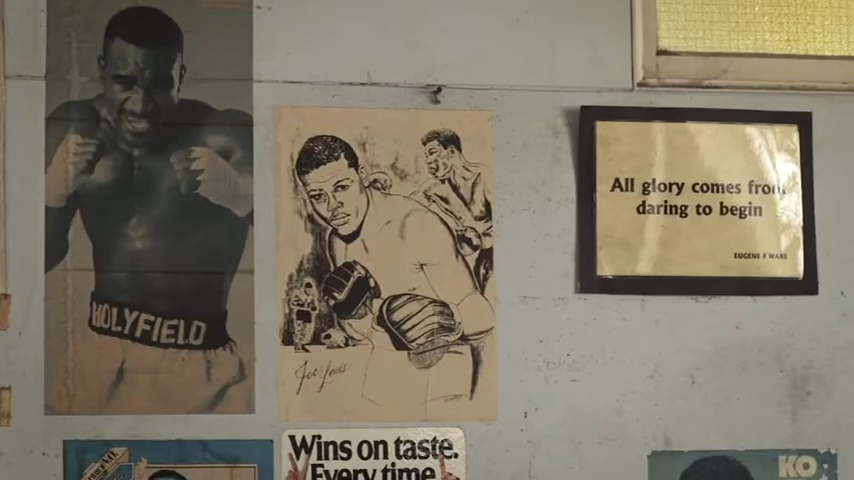 HOLYFIELD
Joe Louis
All glory comes from
daring to begin
EUGENE F WARE
Wins on taste.
Every time
KO